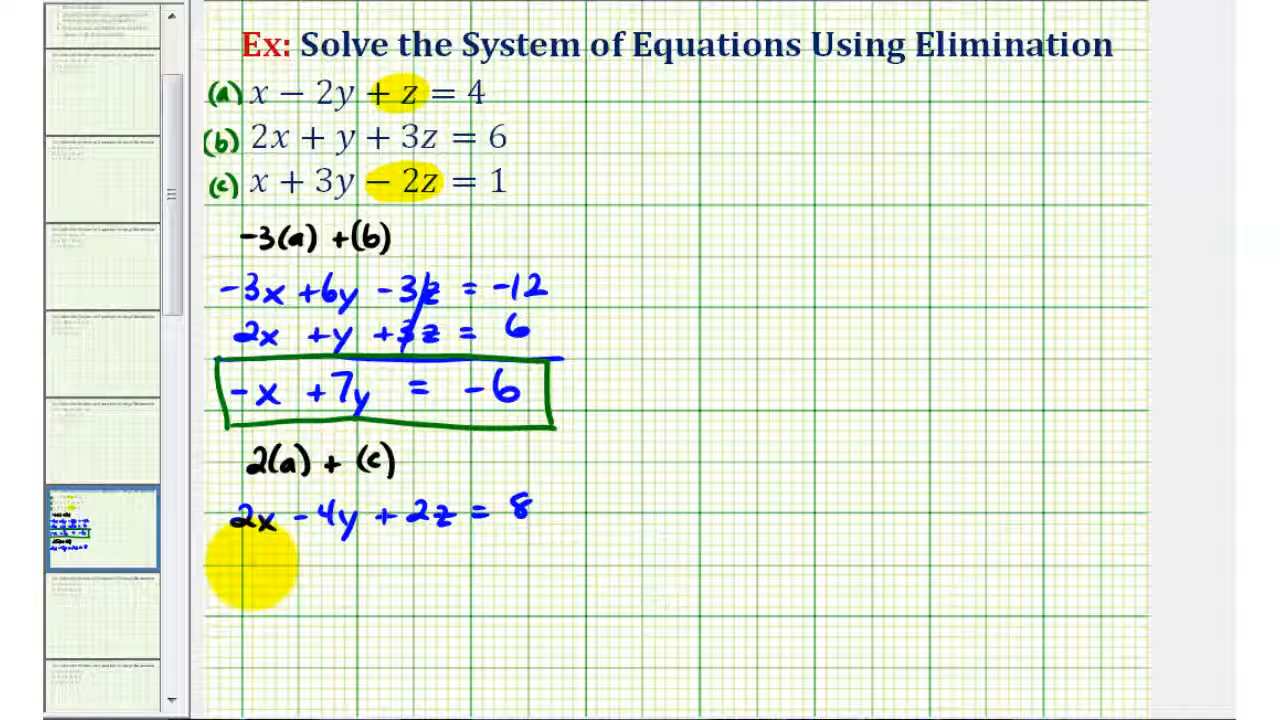 Ex: Solve the System of Equations Using Elimination
(a) x − 2y + z = 4
(b) 2x + y + 3z = 6
(c) x + 3y − 2z = 1
-3(a) + (b)
-3x + 6y - 3z = -12
2x + y + 3z = 6
-x + 7y = -6
2(a) + (c)
2x - 4y + 2z = 8